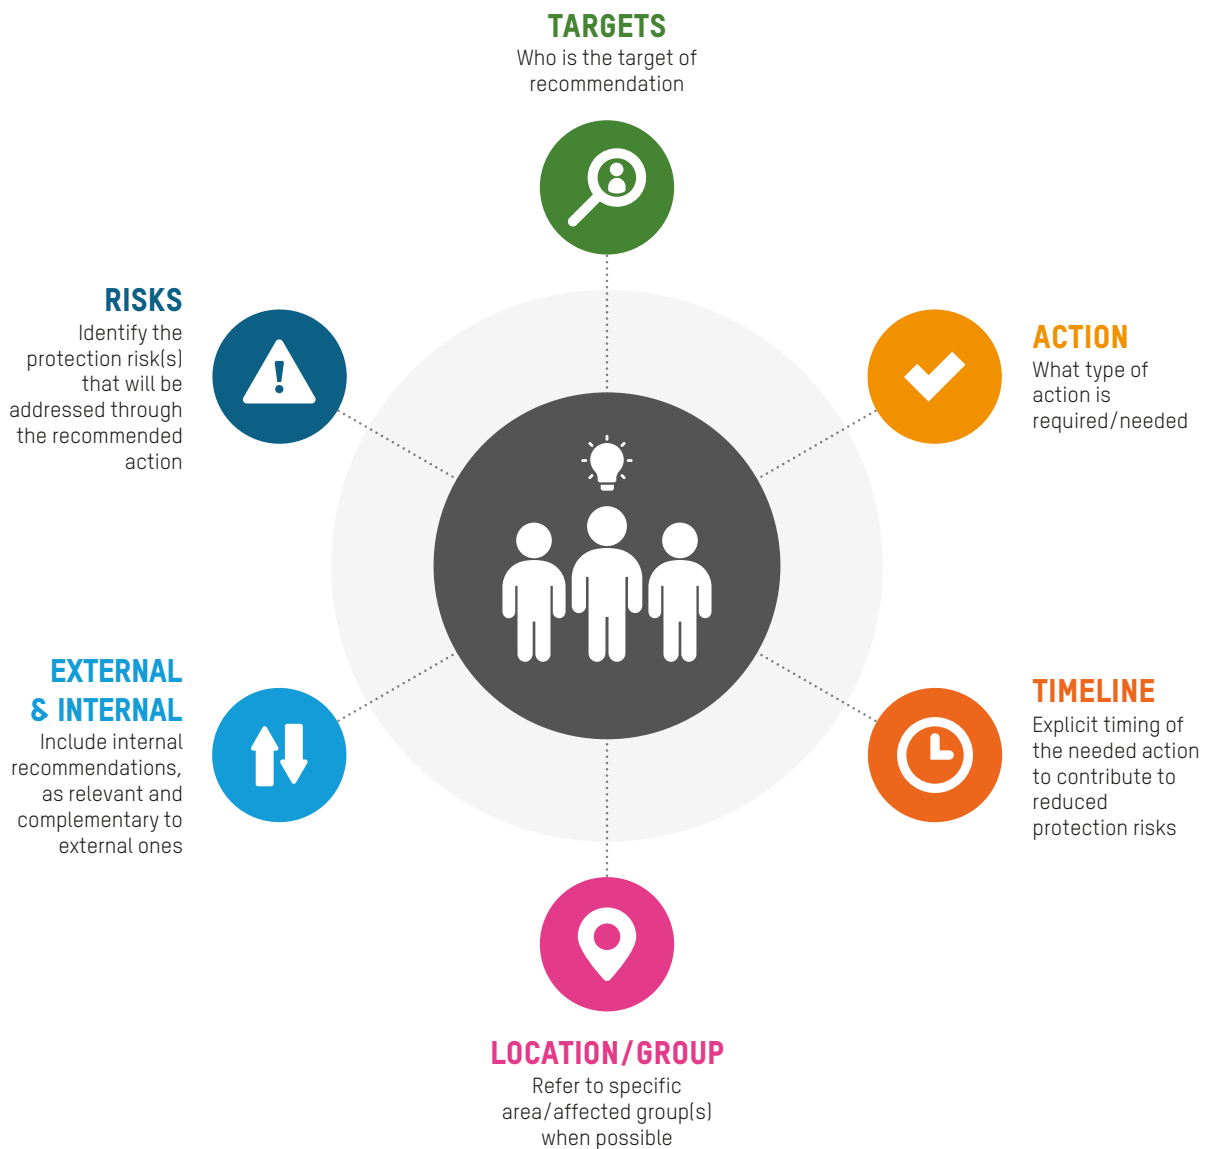 TARGETS
Who is the target of
recommendation
RISKS
Identify the
protection risk(s)
that will be
addressed through
the recommended
action
ACTION
What type of
action is
required/needed
EXTERNAL
& INTERNAL
Include internal
recommendations,
as relevant and
complementary to
external ones
TIMELINE
Explicit timing of
the needed action
to contribute to
reduced
protection risks
LOCATION/GROUP
Refer to specific
area/affected group(s)
when possible